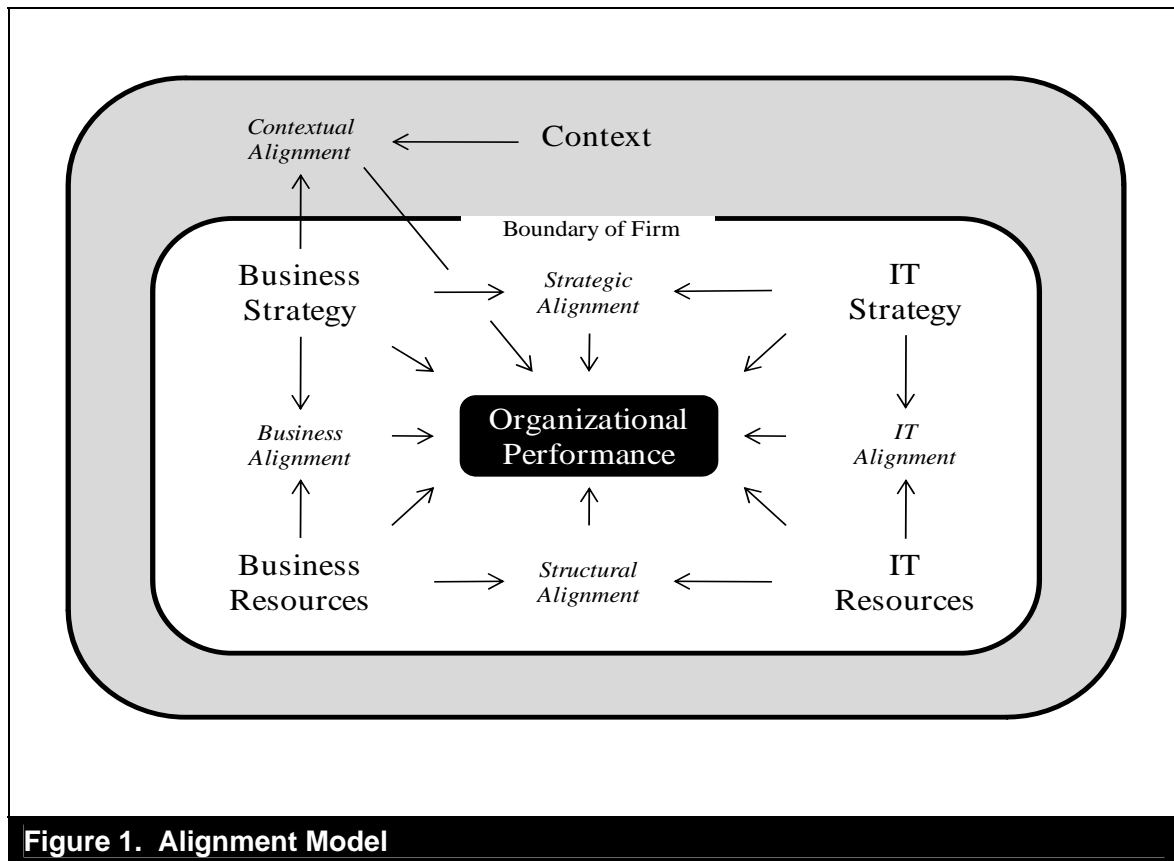 Contextual
Alignment
Context
Boundary of Firm
Business
Strategy
Strategic
Alignment
IT
Strategy
Business
Alignment
Organizational
Performance
IT
Alignment
Business
Resources
Structural
Alignment
IT
Resources
Figure 1. Alignment Model